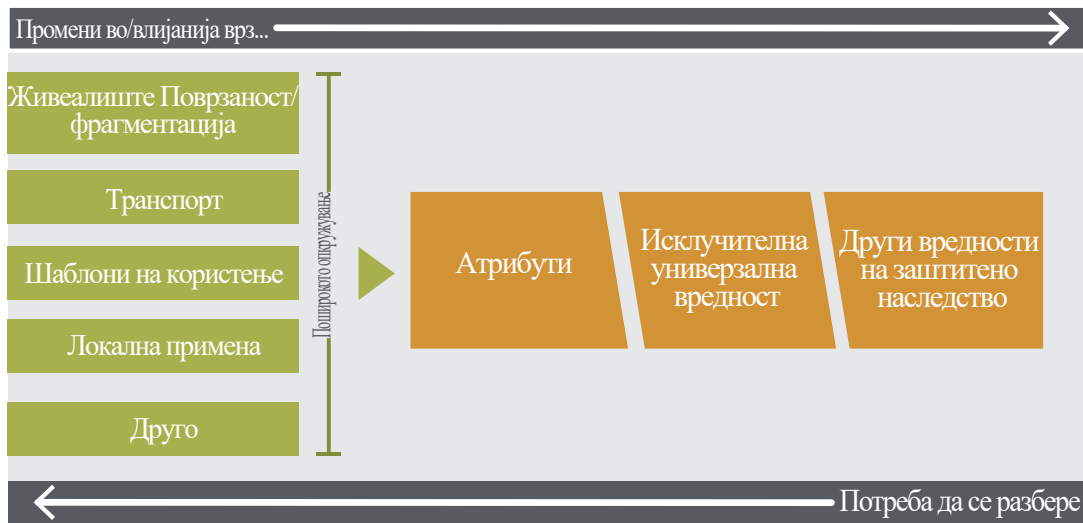 Промени во/влијанија врз...
Живеалиште Поврзаност/
фрагментација
Транспорт
Шаблони на користење
Локална примена
Друго
Поширокото опкружување
Атрибути
Исклучителна
универзална
вредност
Други вредности
на заштитено
наследство
Потреба да се разбере